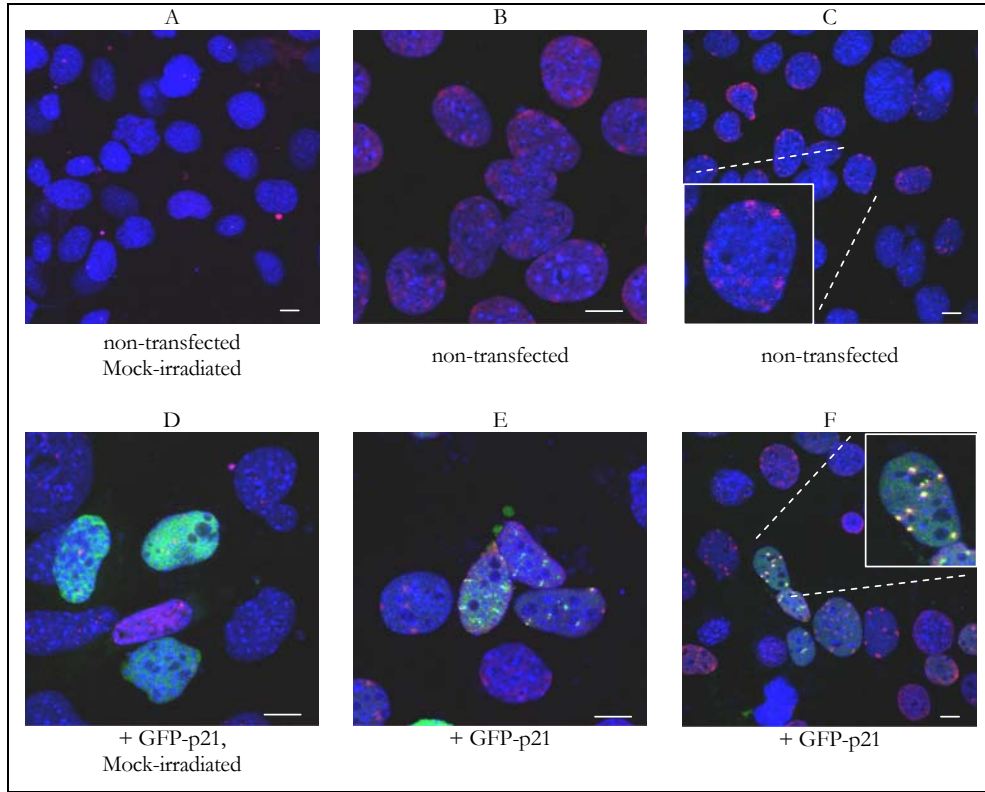 A
B
C
non-transfected
Mock-irradiated
non-transfected
non-transfected
D
E
F
+ GFP-p21,
Mock-irradiated
+ GFP-p21
+ GFP-p21